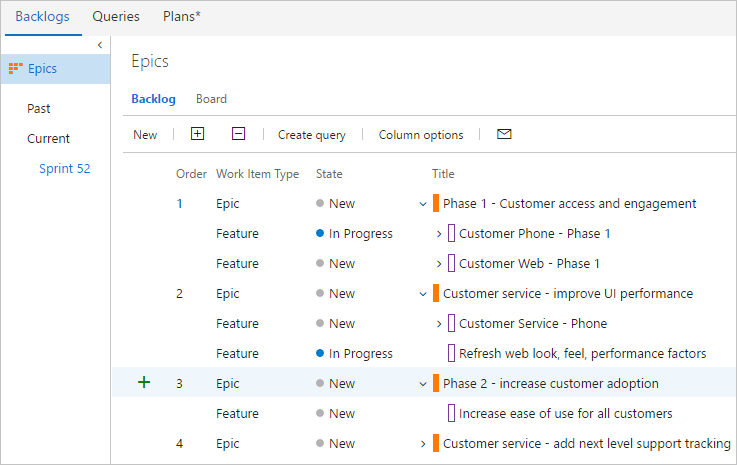 Backlogs Queries Plans*
Epics
Past
Current
Sprint 52
Epics
Backlog Board
New Create query Column options
Order Work Item Type State Title
1 Epic New Phase 1 - Customer access and engagement
Feature In Progress Customer Phone - Phase 1
Feature New Customer Web - Phase 1
2 Epic New Customer service - improve UI performance
Feature New Customer Service - Phone
Feature In Progress Refresh web look, feel, performance factors
3 Epic New Phase 2 - increase customer adoption
Feature New Increase ease of use for all customers
4 Epic New Customer service - add next level support tracking